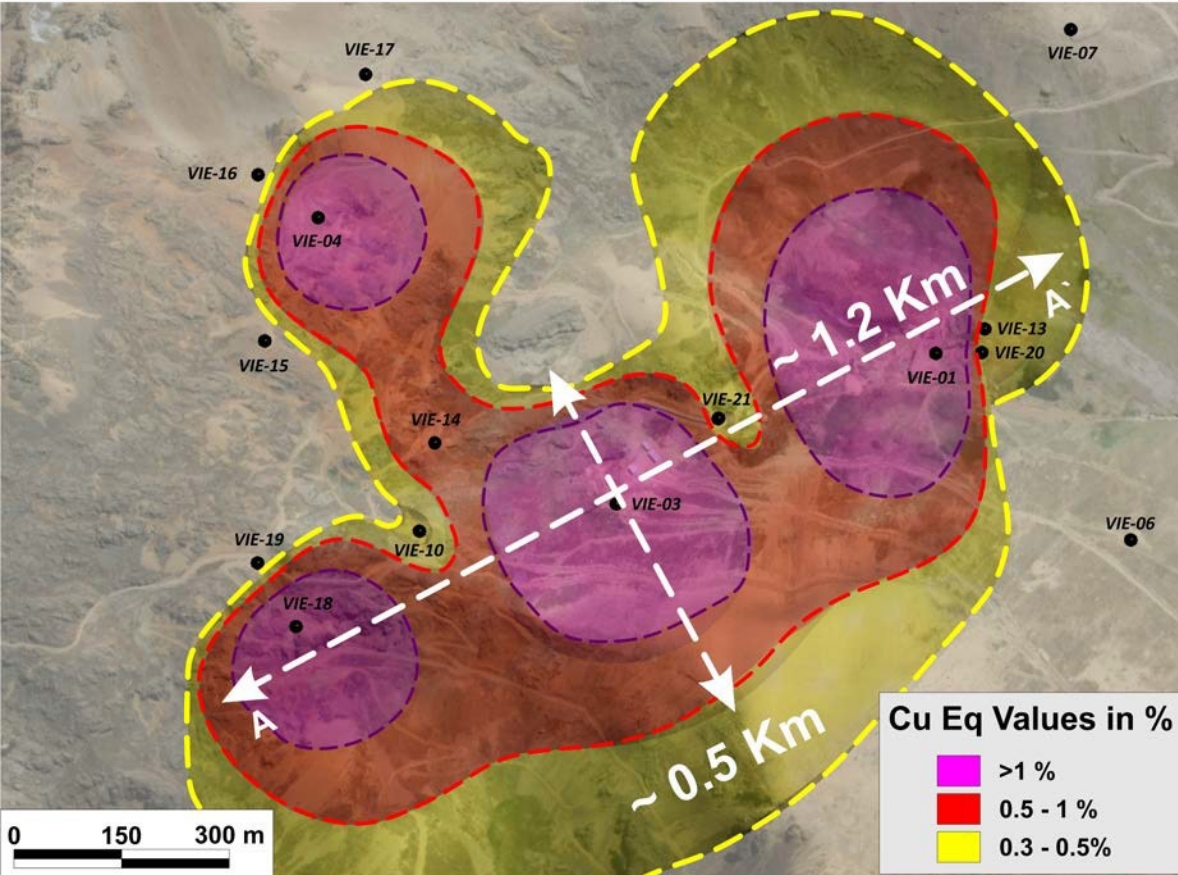 VIE-17
VIE-07
VIE-16
VIE-04
~ 1.2 Km
A`
VIE-13
VIE-15
VIE-20
VIE-01
VIE-21
VIE-14
VIE-03
VIE-10
VIE-19
VIE-06
VIE-18
A
~ 0.5 Km
Cu Eq Values in %
>1 %
0.5 - 1 %
0.3 - 0.5%
0 150 300 m